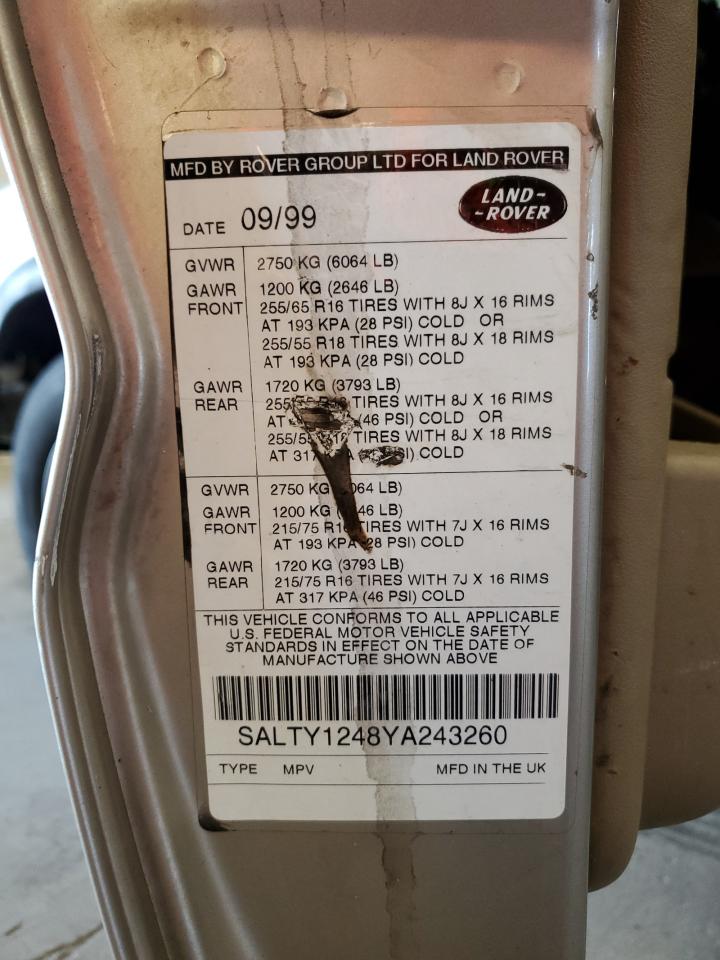 MFD BY ROVER GROUP LTD FOR LAND ROVER
DATE 09/99
LAND-
-ROVER
GVWR 2750 KG (6064 LB)
GAWR FRONT 1200 KG (2646 LB)
255/65 R16 TIRES WITH 8J X 16 RIMS
AT 193 KPA (28 PSI) COLD OR
255/55 R18 TIRES WITH 8J X 18 RIMS
AT 193 KPA (28 PSI) COLD
GAWR REAR 1720 KG (3793 LB)
TIRES WITH 8J X 16 RIMS
AT (46 PSI) COLD OR
TIRES WITH 8J X 18 RIMS
AT COLD
GVWR 2750 KG LB)
GAWR FRONT 1200 KG LB)
215/75 TIRES WITH 7J X 16 RIMS
AT 193 KPA (28 PSI) COLD
GAWR REAR 1720 KG (3793 LB)
215/75 R16 TIRES WITH 7J X 16 RIMS
AT 317 KPA (46 PSI) COLD
THIS VEHICLE CONFORMS TO ALL APPLICABLE
U.S. FEDERAL MOTOR VEHICLE SAFETY
STANDARDS IN EFFECT ON THE DATE OF
MANUFACTURE SHOWN ABOVE
SALTY1248YA243260
TYPE MPV MFD IN THE UK